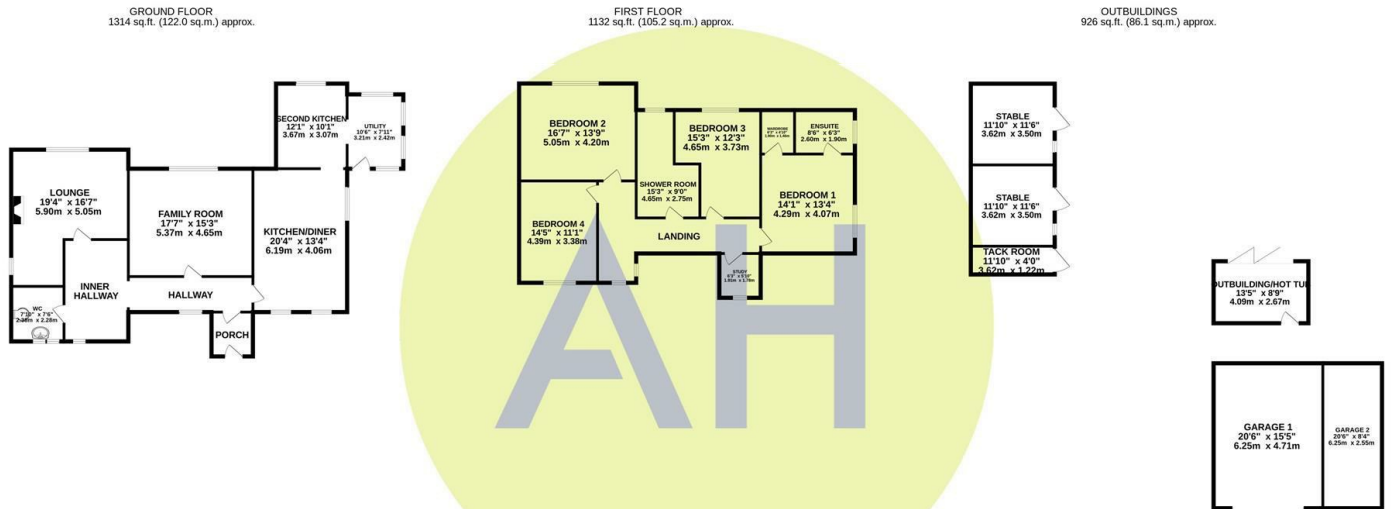 GROUND FLOOR
1314 sq.ft. (122.0 sq.m.) approx.
SECOND KITCHEN
12'1" x 10'1"
3.67m x 3.07m
UTILITY
10'6" x 7'11"
3.21m x 2.42m
LOUNGE
19'4" x 16'7"
5.90m x 5.05m
FAMILY ROOM
17'7" x 15'3"
5.37m x 4.65m
KITCHEN/DINER
20'4" x 13'4"
6.19m x 4.06m
INNER
HALLWAY
HALLWAY
WC
7'10" x 7'6"
2.38m x 2.28m
PORCH
FIRST FLOOR
1132 sq.ft. (105.2 sq.m.) approx.
BEDROOM 2
16'7" x 13'9"
5.05m x 4.20m
BEDROOM 3
15'3" x 12'3"
4.65m x 3.73m
WARDROBE
ENSUITE
8'6" x 6'3"
2.60m x 1.90m
SHOWER ROOM
15'3" x 9'0"
4.65m x 2.75m
BEDROOM 1
14'1" x 13'4"
4.29m x 4.07m
BEDROOM 4
14'5" x 11'1"
4.39m x 3.38m
LANDING
STUDY
AH
OUTBUILDINGS
926 sq.ft. (86.1 sq.m.) approx.
STABLE
11'10" x 11'6"
3.62m x 3.50m
STABLE
11'10" x 11'6"
3.62m x 3.50m
TACK ROOM
11'10" x 4'0"
3.62m x 1.22m
OUTBUILDING/HOT TU
13'5" x 8'9"
4.09m x 2.67m
GARAGE 1
20'6" x 15'5"
6.25m x 4.71m
GARAGE 2
20'6" x 8'4"
6.25m x 2.55m